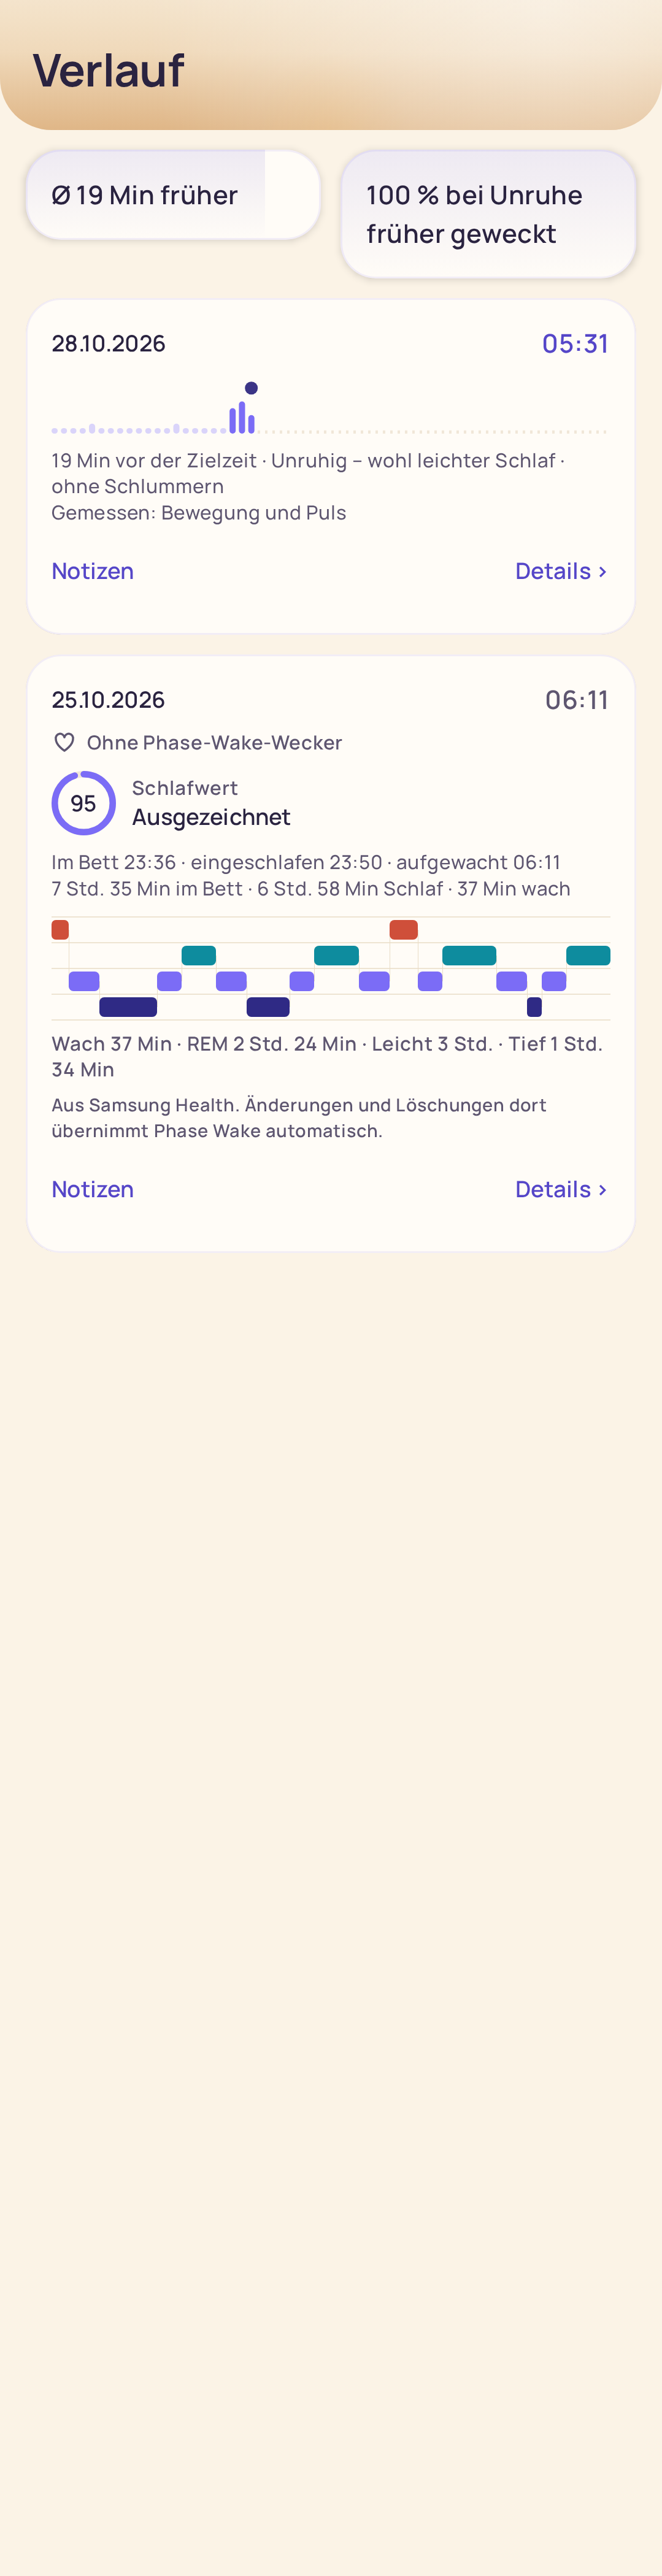 Verlauf
Ø 19 Min früher
100 % bei Unruhe
früher geweckt
28.10.2026
05:31
19 Min vor der Zielzeit · Unruhig – wohl leichter Schlaf ·
ohne Schlummern
Gemessen: Bewegung und Puls
Notizen
Details ›
25.10.2026
06:11
Ohne Phase-Wake-Wecker
95
Schlafwert
Ausgezeichnet
Im Bett 23:36 · eingeschlafen 23:50 · aufgewacht 06:11
7 Std. 35 Min im Bett · 6 Std. 58 Min Schlaf · 37 Min wach
Wach 37 Min · REM 2 Std. 24 Min · Leicht 3 Std. · Tief 1 Std.
34 Min
Aus Samsung Health. Änderungen und Löschungen dort
übernimmt Phase Wake automatisch.
Notizen
Details ›